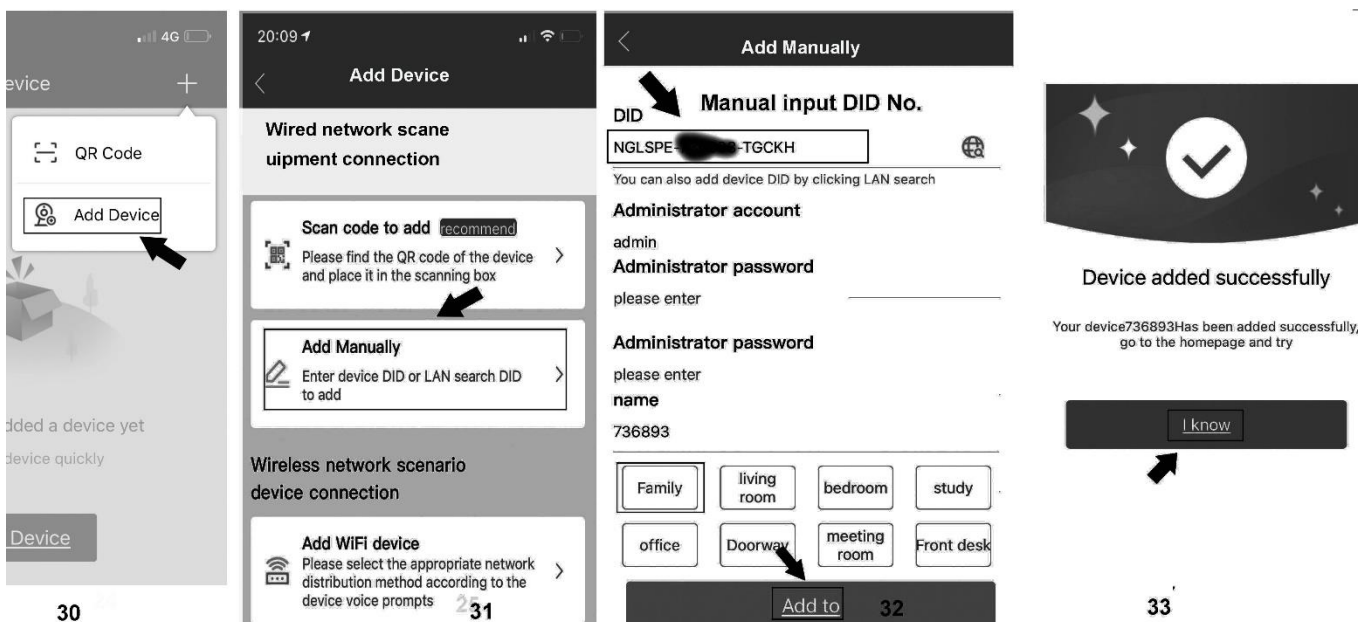 4G
evice
+
QR Code
Add Device
dded a device yet
device quickly
Device
30
20:09
Add Device
Wired network scane
uipment connection
Scan code to add recommend
Please find the QR code of the device
and place it in the scanning box
Add Manually
Enter device DID or LAN search DID
to add
Wireless network scenario
device connection
Add WiFi device
Please select the appropriate network
distribution method according to the
device voice prompts
31
Add Manually
Manual input DID No.
DID
NGLSPE- -TGCKH
You can also add device DID by clicking LAN search
Administrator account
admin
Administrator password
please enter
Administrator password
please enter
name
736893
Family
living
room
bedroom
study
office
Doorway
meeting
room
Front desk
Add to
32
Device added successfully
Your device736893Has been added successfully,
go to the homepage and try
I know
33